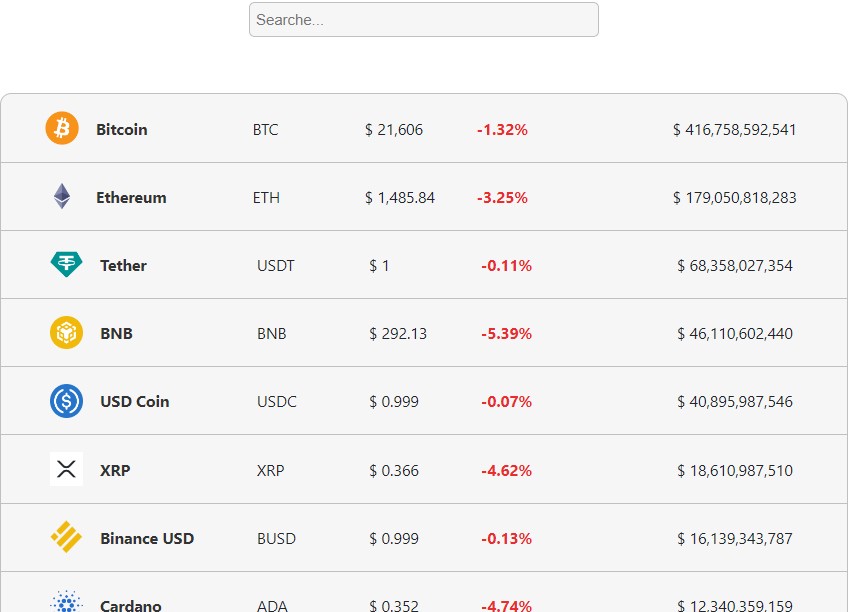 Searche...
Bitcoin BTC $ 21,606 -1.32% $ 416,758,592,541
Ethereum ETH $ 1,485.84 -3.25% $ 179,050,818,283
Tether USDT $ 1 -0.11% $ 68,358,027,354
BNB BNB $ 292.13 -5.39% $ 46,110,602,440
USD Coin USDC $ 0.999 -0.07% $ 40,895,987,546
XRP XRP $ 0.366 -4.62% $ 18,610,987,510
Binance USD BUSD $ 0.999 -0.13% $ 16,139,343,787
Cardano ADA $ 0.352 -4.74% $ 12,340,359,159